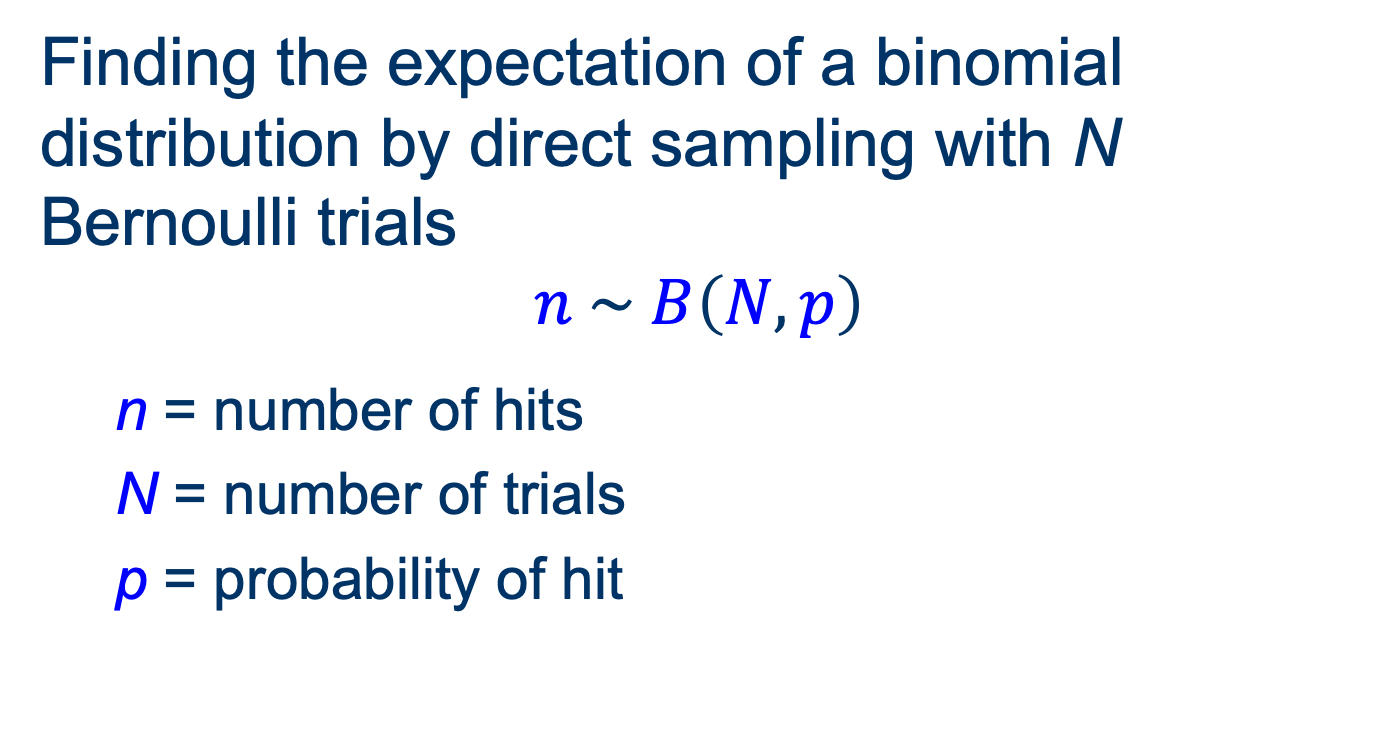 Finding the expectation of a binomial
distribution by direct sampling with N
Bernoulli trials
n ~ B(N, p)
n = number of hits
N = number of trials
p = probability of hit